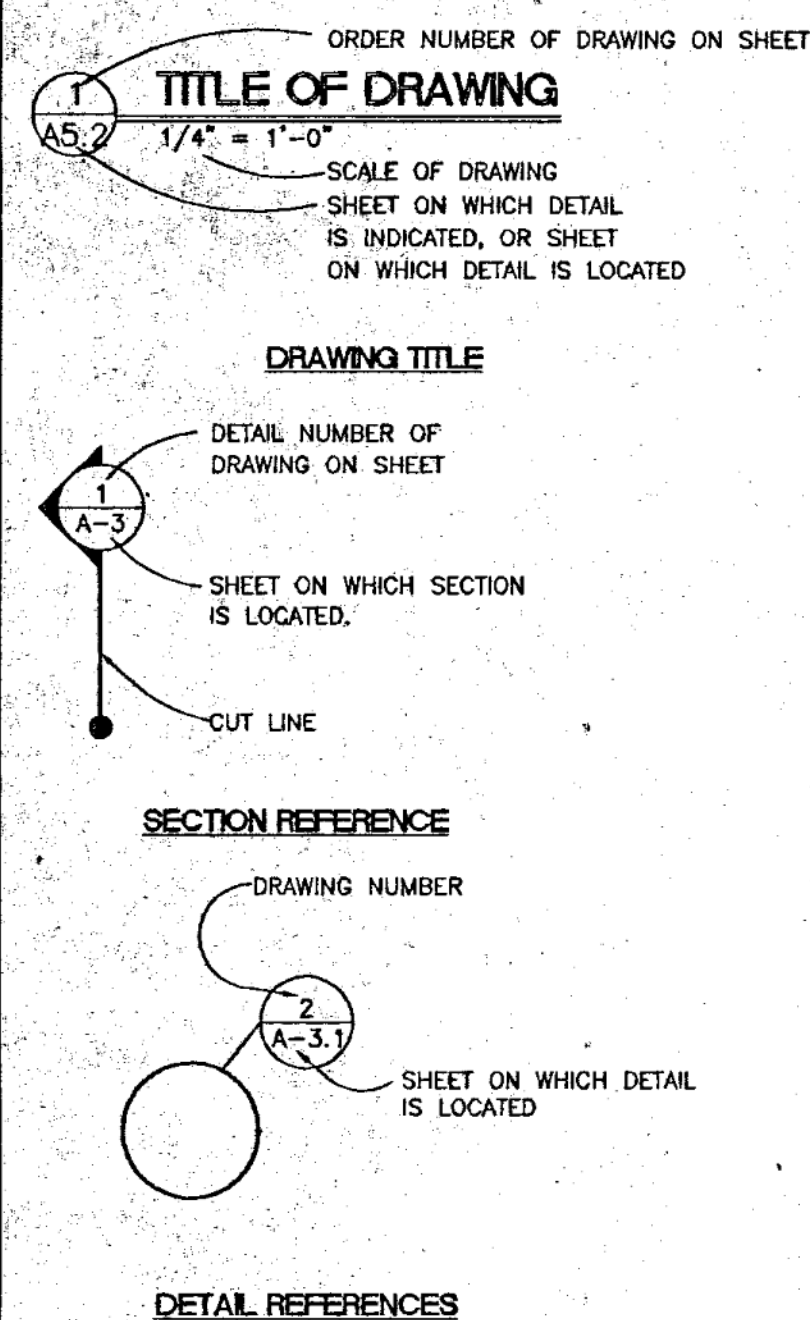 ORDER NUMBER OF DRAWING ON SHEET
1
TITLE OF DRAWING
A5.2
1/4" = 1'-0"
SCALE OF DRAWING
SHEET ON WHICH DETAIL
IS INDICATED, OR SHEET
ON WHICH DETAIL IS LOCATED
DRAWING TITLE
DETAIL NUMBER OF
DRAWING ON SHEET
1
A-3
SHEET ON WHICH SECTION
IS LOCATED.
CUT LINE
SECTION REFERENCE
DRAWING NUMBER
2
A-3.1
SHEET ON WHICH DETAIL
IS LOCATED
DETAIL REFERENCES